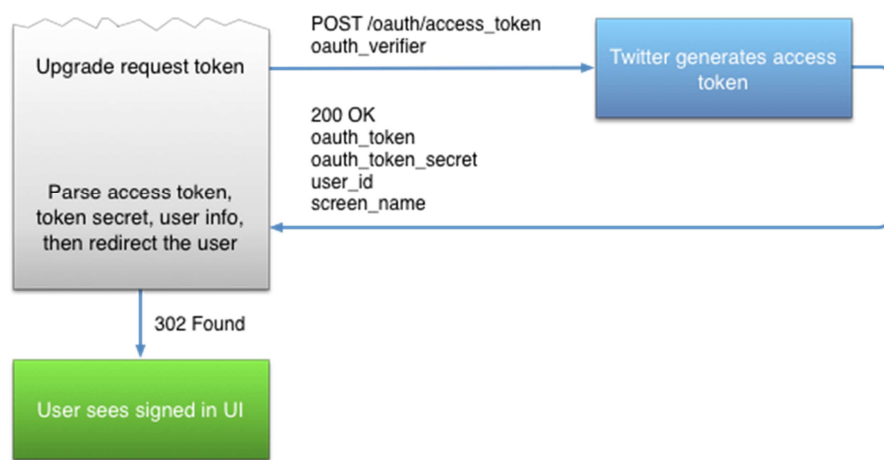 POST /oauth/access_token
oauth_verifier
Upgrade request token
Twitter generates access
token
200 OK
oauth_token
oauth_token_secret
user_id
screen_name
Parse access token,
token secret, user info,
then redirect the user
302 Found
User sees signed in UI